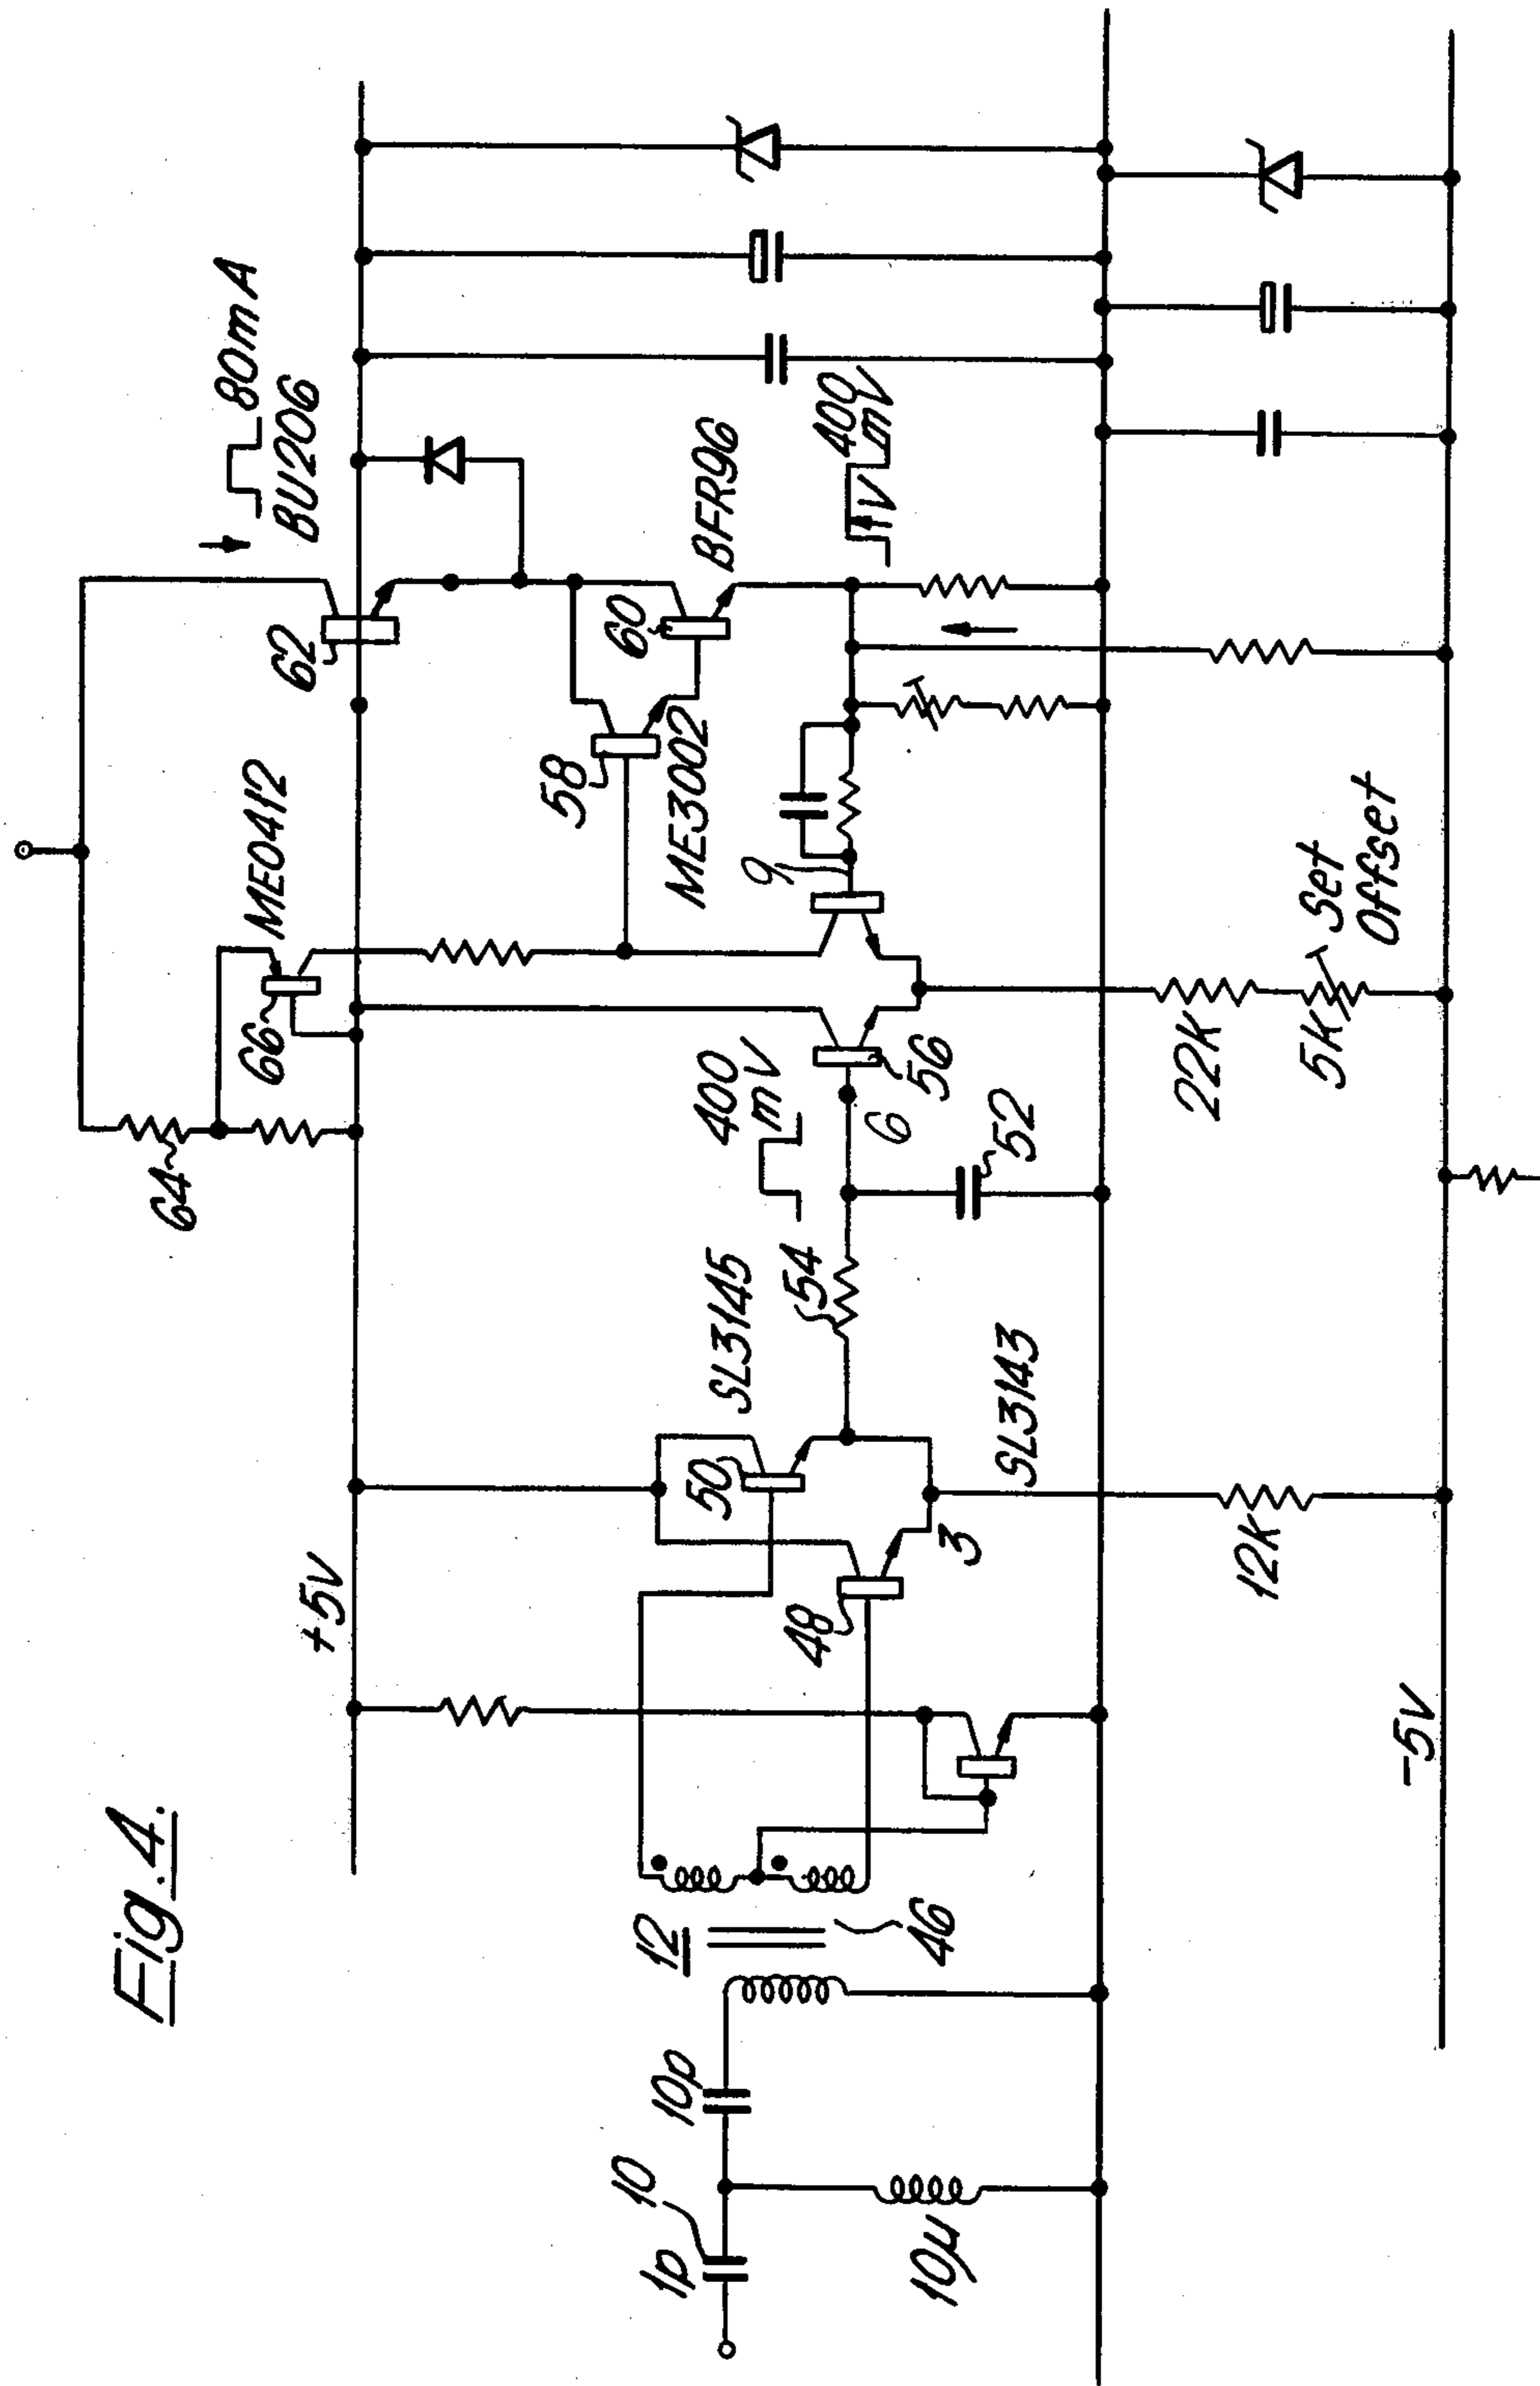 Fig. 4.
+5V
-5V
1p
10
10p
10µ
12
46
48
50
3
SL3145
SL3143
12K
54
52
400
mV
6
56
64
66
ME0412
22K
5K
Set
Offset
9
58
ME3002
60
BFR96
62
80mA
BU206
1V
400
mV